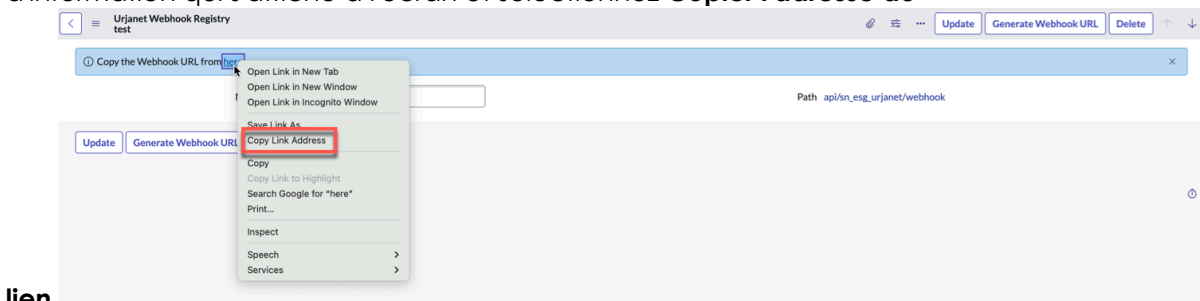 Urjanet Webhook Registry
test
Update Generate Webhook URL Delete
Copy the Webhook URL from here
Path api/sn_esg_urjanet/webhook
Update Generate Webhook URL
Open Link in New Tab
Open Link in New Window
Open Link in Incognito Window
Save Link As...
Copy Link Address
Copy
Copy Link to Highlight
Search Google for "here"
Print...
Inspect
Speech
Services
lien